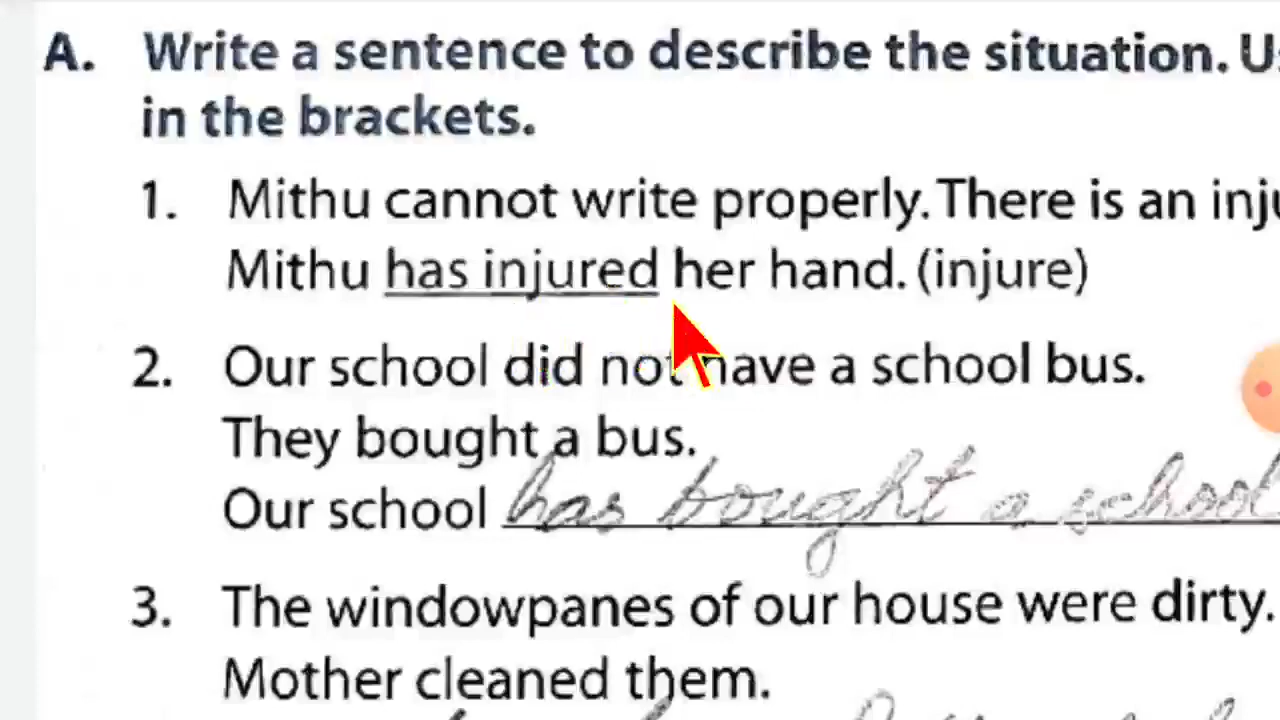 A. Write a sentence to describe the situation.
in the brackets.
1. Mithu cannot write properly. There is an
Mithu has injured her hand. (injure)
2. Our school did not have a school bus.
They bought a bus.
Our school has bought a school
3. The windowpanes of our house were dirty.
Mother cleaned them.